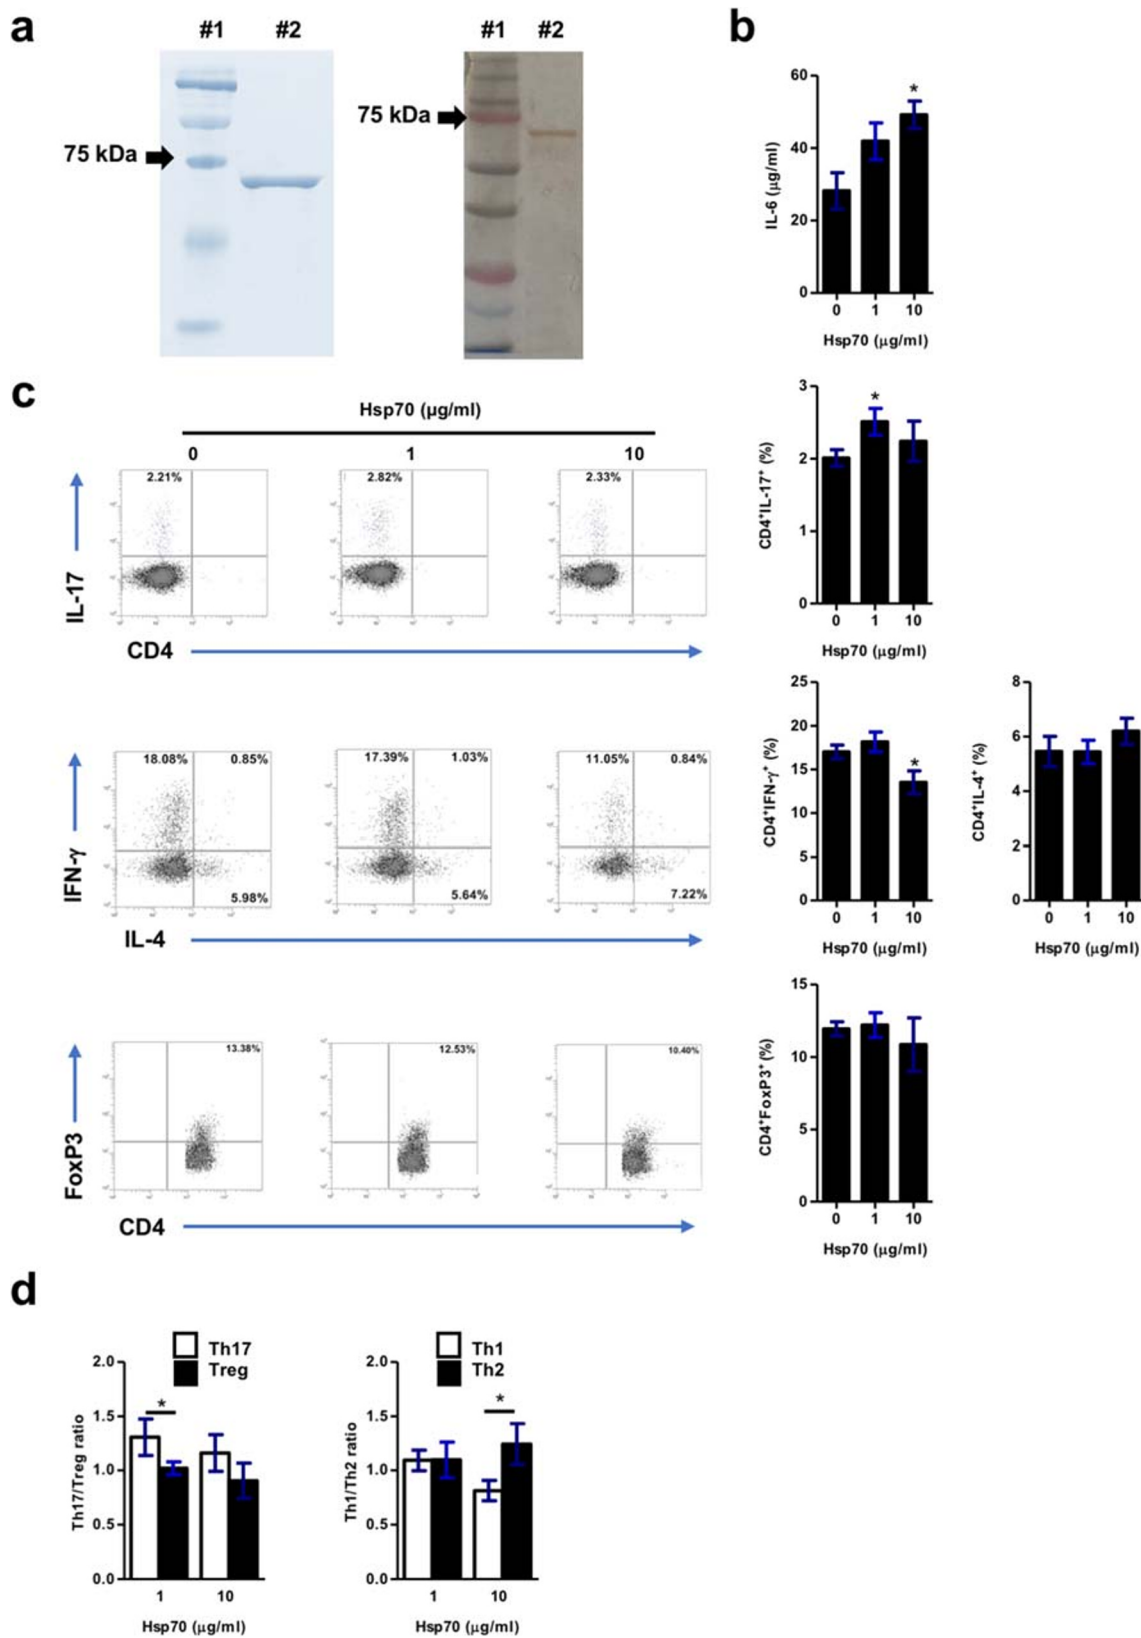 a
#1 #2
75 kDa
#1 #2
75 kDa
b
60
40
20
0
IL-6 (μg/ml)
*
0 1 10
Hsp70 (μg/ml)
c
Hsp70 (μg/ml)
0 1 10
2.21% 2.82% 2.33%
IL-17
CD4
3
2
1
0
CD4+IL-17+ (%)
*
0 1 10
Hsp70 (μg/ml)
18.08% 0.85% 17.39% 1.03% 11.05% 0.84%
5.98% 5.64% 7.22%
IFN-γ
IL-4
25
20
15
10
5
0
CD4+IFN-γ+ (%)
*
0 1 10
Hsp70 (μg/ml)
8
6
4
2
0
CD4+IL-4+ (%)
0 1 10
Hsp70 (μg/ml)
13.38% 12.53% 10.40%
FoxP3
CD4
15
10
5
0
CD4+FoxP3+ (%)
0 1 10
Hsp70 (μg/ml)
d
Th17
Treg
2.0
1.5
1.0
0.5
0.0
Th17/Treg ratio
*
1 10
Hsp70 (μg/ml)
Th1
Th2
2.0
1.5
1.0
0.5
0.0
Th1/Th2 ratio
*
1 10
Hsp70 (μg/ml)